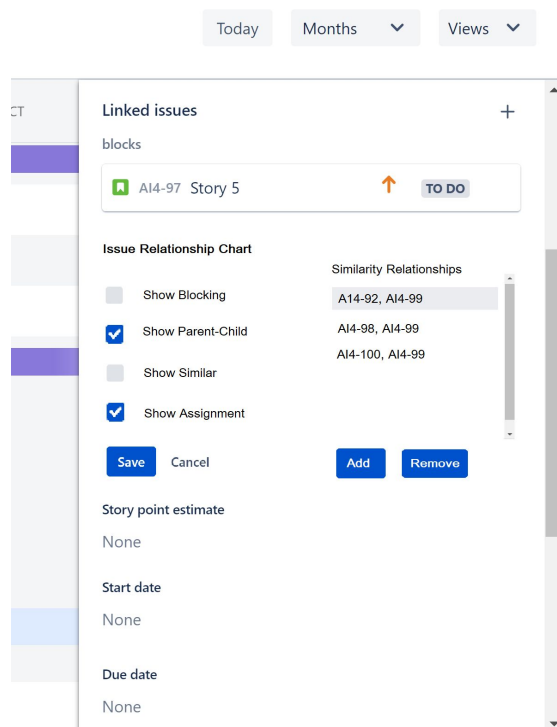 Today Months Views
CT
Linked issues
blocks
AI4-97 Story 5 TO DO
Issue Relationship Chart
Similarity Relationships
Show Blocking
A14-92, AI4-99
Show Parent-Child
AI4-98, AI4-99
AI4-100, AI4-99
Show Similar
Show Assignment
Save Cancel Add Remove
Story point estimate
None
Start date
None
Due date
None